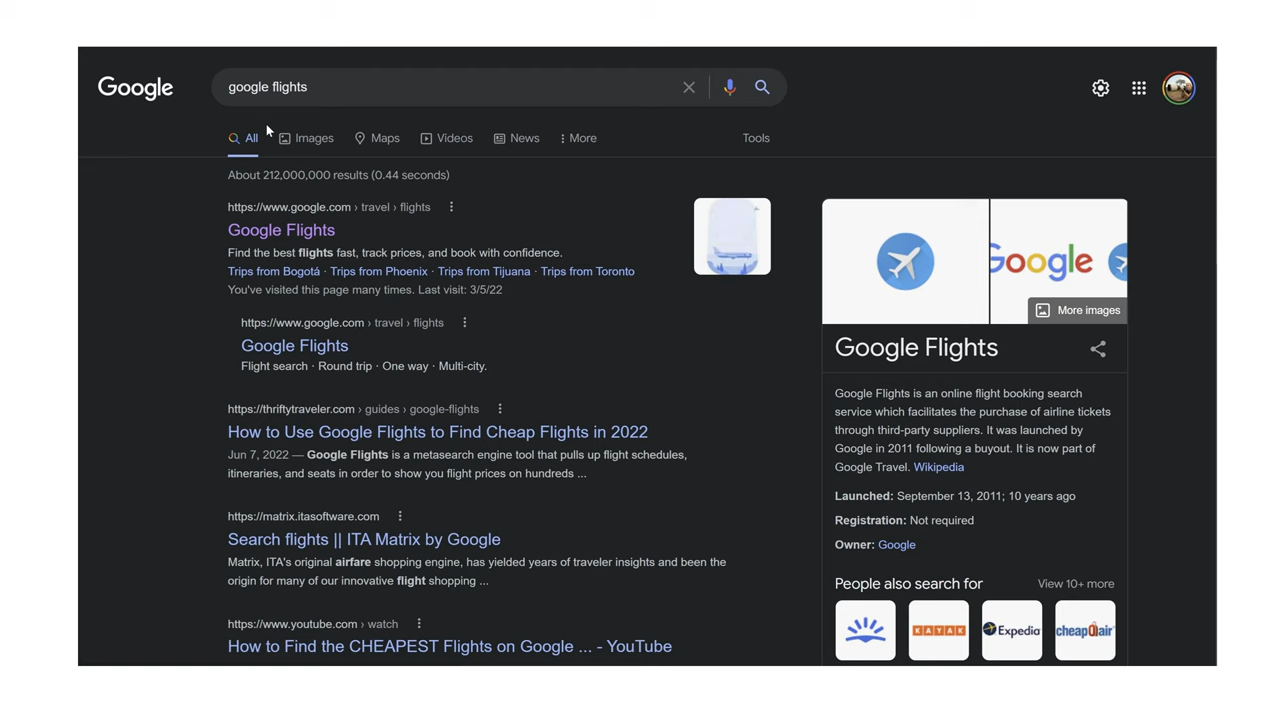 Google
google flights
All
Images
Maps
Videos
News
More
Tools
About 212,000,000 results (0.44 seconds)
https://www.google.com › travel › flights
Google Flights
Find the best flights fast, track prices, and book with confidence.
Trips from Bogotá · Trips from Phoenix · Trips from Tijuana · Trips from Toronto
You've visited this page many times. Last visit: 3/5/22
https://www.google.com › travel › flights
Google Flights
Flight search · Round trip · One way · Multi-city.
https://thriftytraveler.com › guides › google-flights
How to Use Google Flights to Find Cheap Flights in 2022
Jun 7, 2022 — Google Flights is a metasearch engine tool that pulls up flight schedules,
itineraries, and seats in order to show you flight prices on hundreds ...
https://matrix.itasoftware.com
Search flights || ITA Matrix by Google
Matrix, ITA's original airfare shopping engine, has yielded years of traveler insights and been the
origin for many of our innovative flight shopping ...
https://www.youtube.com › watch
How to Find the CHEAPEST Flights on Google ... - YouTube
Google
More images
Google Flights
Google Flights is an online flight booking search
service which facilitates the purchase of airline tickets
through third-party suppliers. It was launched by
Google in 2011 following a buyout. It is now part of
Google Travel. Wikipedia
Launched: September 13, 2011; 10 years ago
Registration: Not required
Owner: Google
People also search for
View 10+ more
KAYAK
Expedia
cheapOair